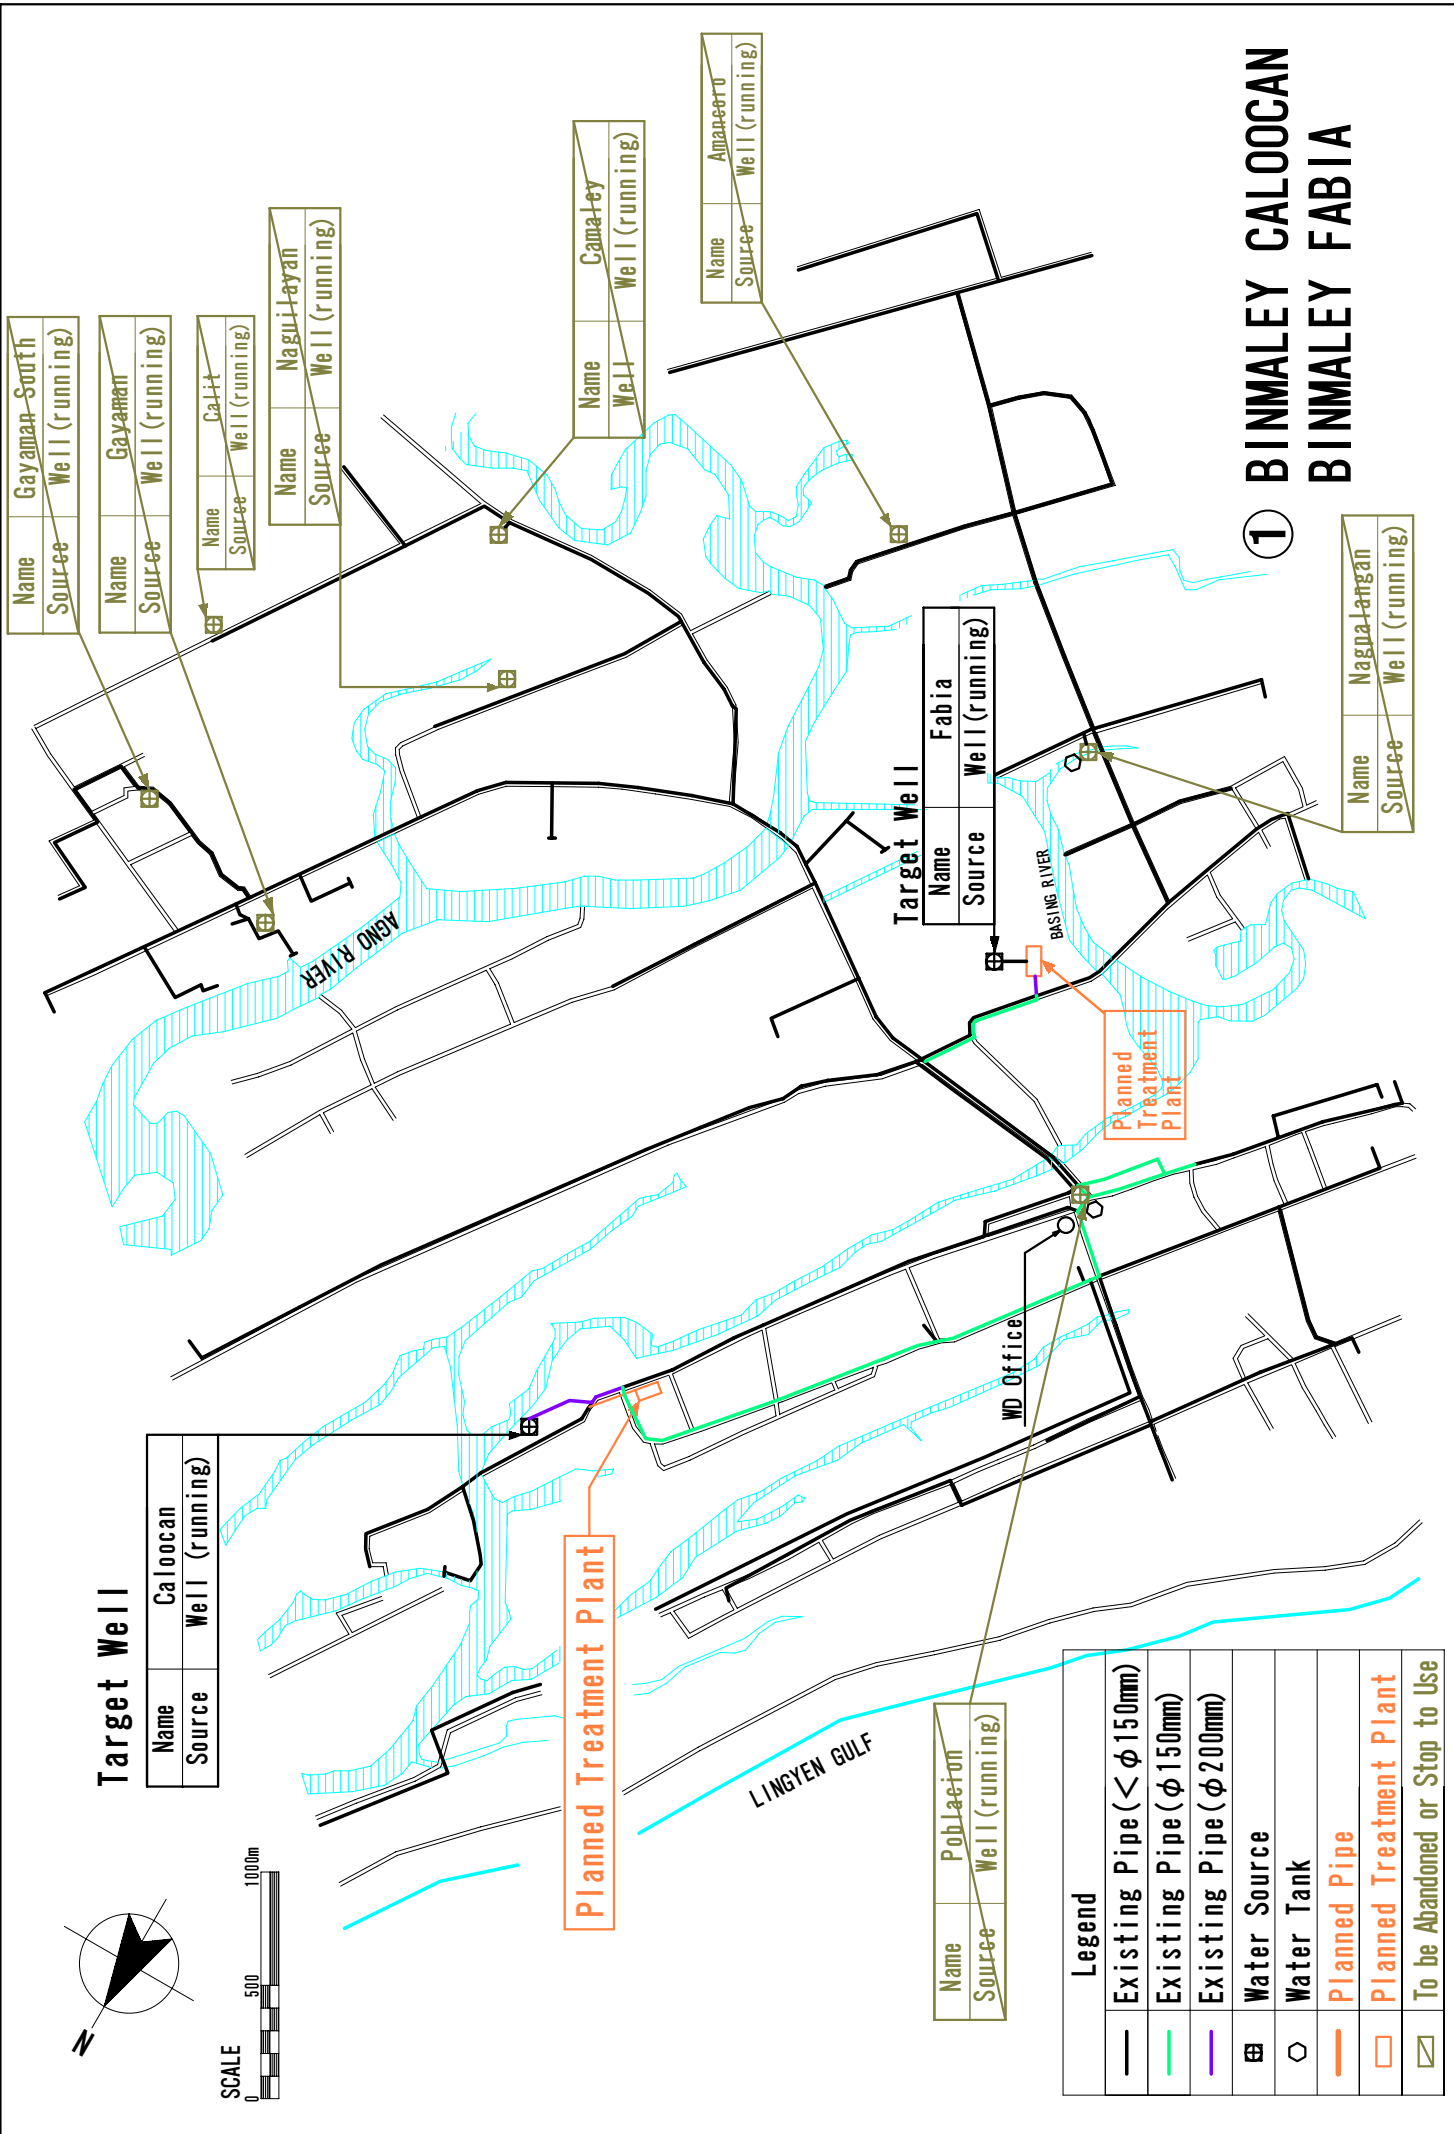 BINMALEY CALOOCAN
① BINMALEY FABIA
Name Gayaman South
Source Well(running)
Name Gayaman
Source Well(running)
Name Calit
Source Well(running)
Name Naguilayan
Source Well(running)
Name Camaley
Well Well(running)
Name Amancoro
Source Well(running)
Target Well
Name Fabia
Source Well(running)
Name Nagpalangan
Source Well(running)
AGNO RIVER
BASING RIVER
Planned
Treatment
Plant
WD Office
Target Well
Name Caloocan
Source Well (running)
Planned Treatment Plant
Name Poblacion
Source Well(running)
LINGYEN GULF
N
SCALE
0 500 1000m
Legend
Existing Pipe(<φ150mm)
Existing Pipe(φ150mm)
Existing Pipe(φ200mm)
Water Source
Water Tank
Planned Pipe
Planned Treatment Plant
To be Abandoned or Stop to Use